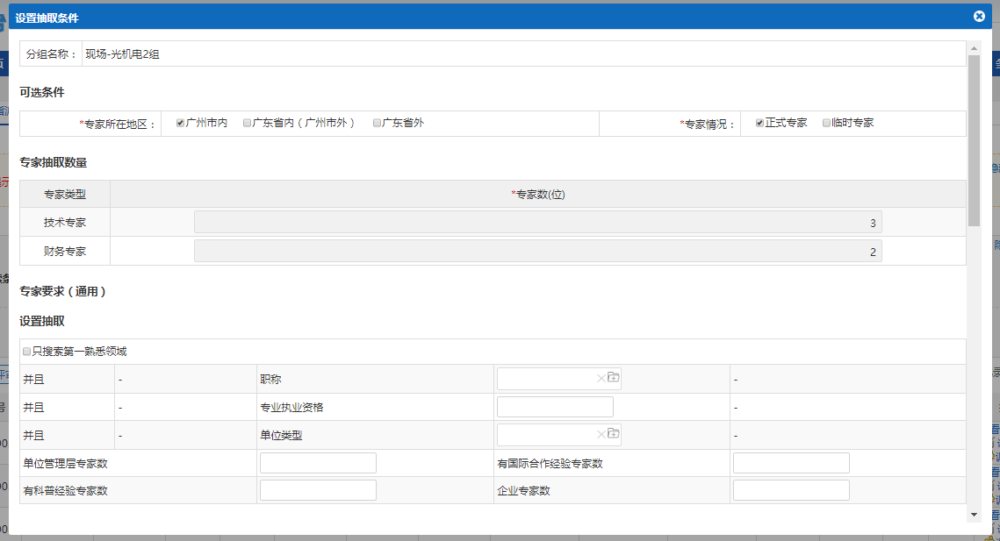 设置抽取条件
分组名称： 现场-光机电2组
可选条件
*专家所在地区： 广州市内 广东省内（广州市外） 广东省外 *专家情况： 正式专家 临时专家
专家抽取数量
专家类型 *专家数(位)
技术专家 3
财务专家 2
专家要求（通用）
设置抽取
只搜索第一熟悉领域
并且 - 职称 -
并且 - 专业执业资格 -
并且 - 单位类型 -
单位管理层专家数 有国际合作经验专家数
有科普经验专家数 企业专家数